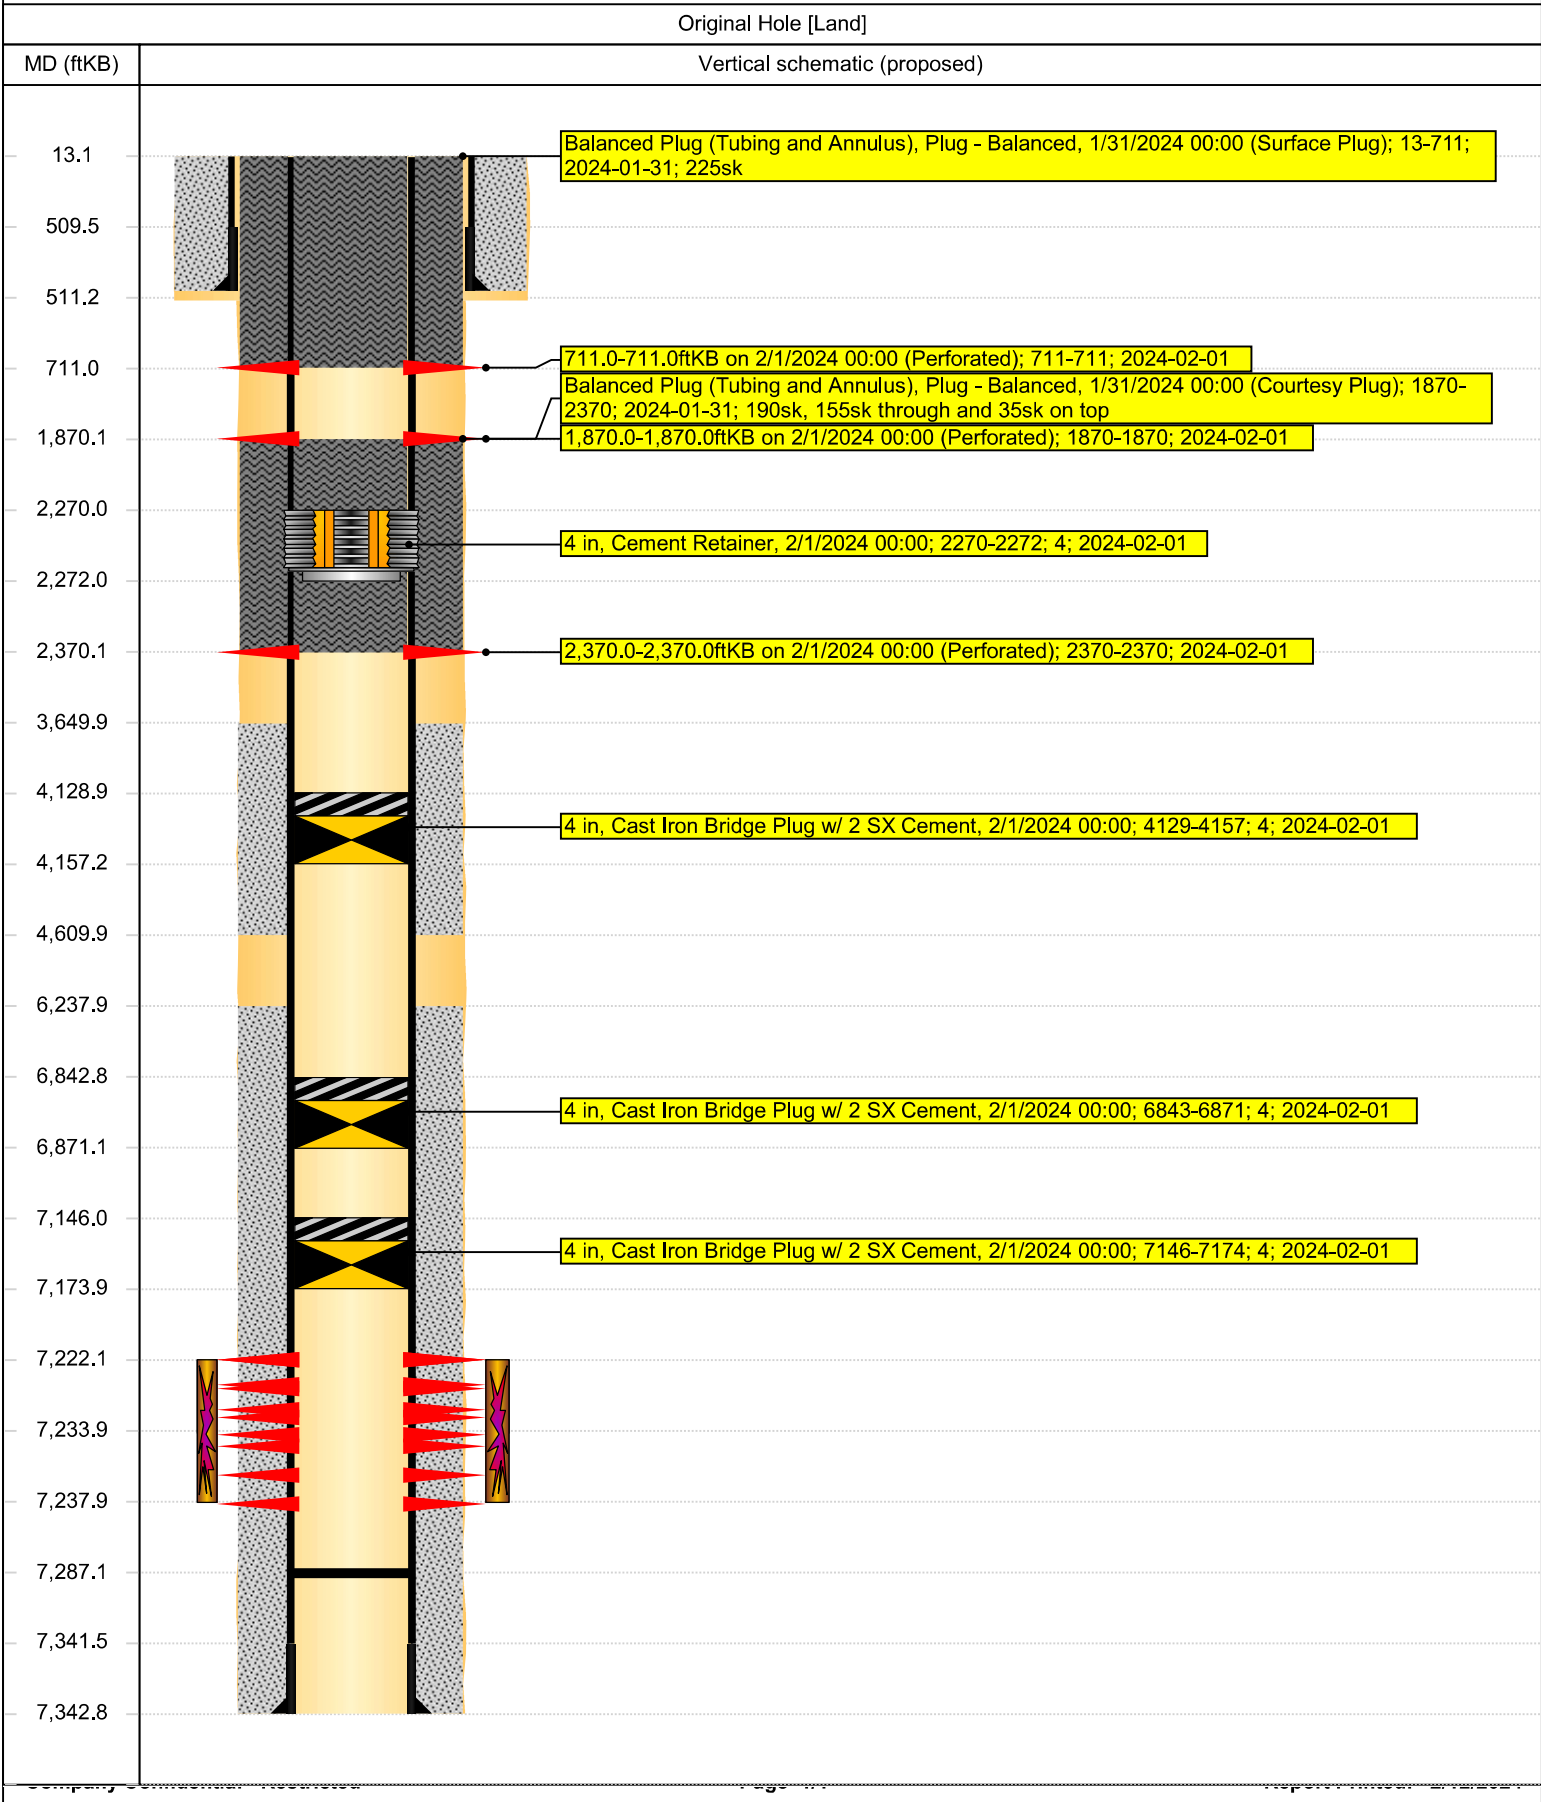 Original Hole [Land]
MD (ftKB)
Vertical schematic (proposed)
13.1
Balanced Plug (Tubing and Annulus), Plug - Balanced, 1/31/2024 00:00 (Surface Plug); 13-711;
2024-01-31; 225sk
509.5
511.2
711.0
711.0-711.0ftKB on 2/1/2024 00:00 (Perforated); 711-711; 2024-02-01
Balanced Plug (Tubing and Annulus), Plug - Balanced, 1/31/2024 00:00 (Courtesy Plug); 1870-
2370; 2024-01-31; 190sk, 155sk through and 35sk on top
1,870.1
1,870.0-1,870.0ftKB on 2/1/2024 00:00 (Perforated); 1870-1870; 2024-02-01
2,270.0
4 in, Cement Retainer, 2/1/2024 00:00; 2270-2272; 4; 2024-02-01
2,272.0
2,370.1
2,370.0-2,370.0ftKB on 2/1/2024 00:00 (Perforated); 2370-2370; 2024-02-01
3,649.9
4,128.9
4 in, Cast Iron Bridge Plug w/ 2 SX Cement, 2/1/2024 00:00; 4129-4157; 4; 2024-02-01
4,157.2
4,609.9
6,237.9
6,842.8
4 in, Cast Iron Bridge Plug w/ 2 SX Cement, 2/1/2024 00:00; 6843-6871; 4; 2024-02-01
6,871.1
7,146.0
4 in, Cast Iron Bridge Plug w/ 2 SX Cement, 2/1/2024 00:00; 7146-7174; 4; 2024-02-01
7,173.9
7,222.1
7,233.9
7,237.9
7,287.1
7,341.5
7,342.8